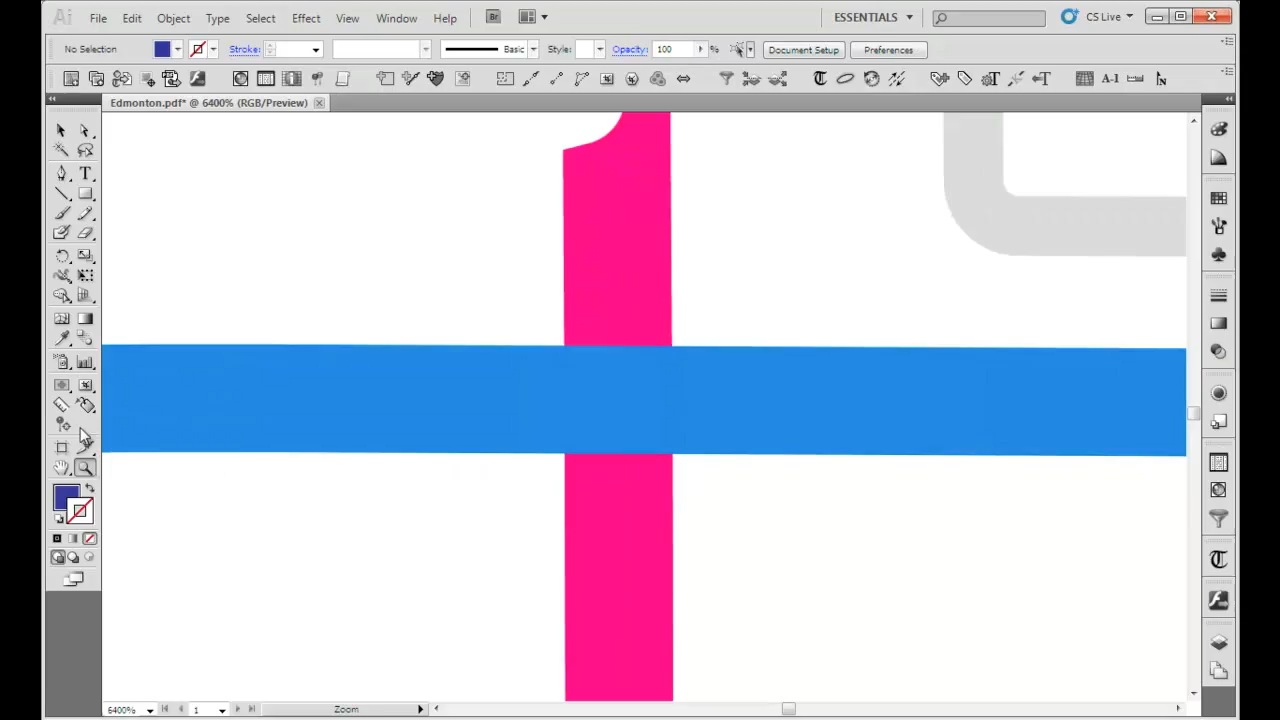 Ai File Edit Object Type Select Effect View Window Help Br ESSENTIALS CS Live
No Selection Stroke: Basic Style: Opacity: 100 % Document Setup Preferences
Edmonton.pdf* @ 6400% (RGB/Preview)
6400% 1 Zoom